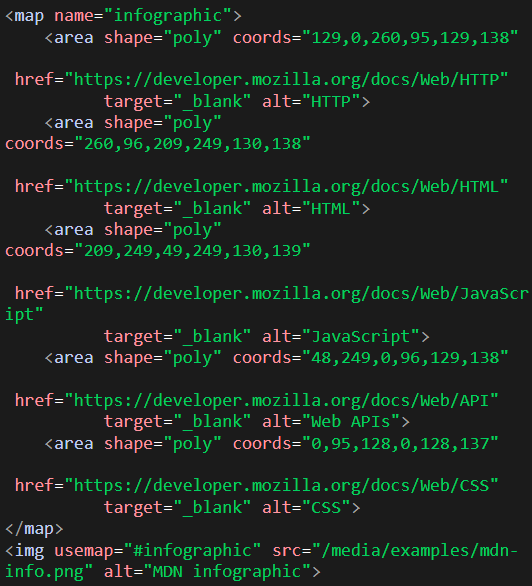 <map name="infographic">
<area shape="poly" coords="129,0,260,95,129,138"
href="https://developer.mozilla.org/docs/Web/HTTP"
target="_blank" alt="HTTP">
<area shape="poly"
coords="260,96,209,249,130,138"
href="https://developer.mozilla.org/docs/Web/HTML"
target="_blank" alt="HTML">
<area shape="poly"
coords="209,249,49,249,130,139"
href="https://developer.mozilla.org/docs/Web/JavaScr
ipt"
target="_blank" alt="JavaScript">
<area shape="poly" coords="48,249,0,96,129,138"
href="https://developer.mozilla.org/docs/Web/API"
target="_blank" alt="Web APIs">
<area shape="poly" coords="0,95,128,0,128,137"
href="https://developer.mozilla.org/docs/Web/CSS"
target="_blank" alt="CSS">
</map>
<img usemap="#infographic" src="/media/examples/mdn-
info.png" alt="MDN infographic">